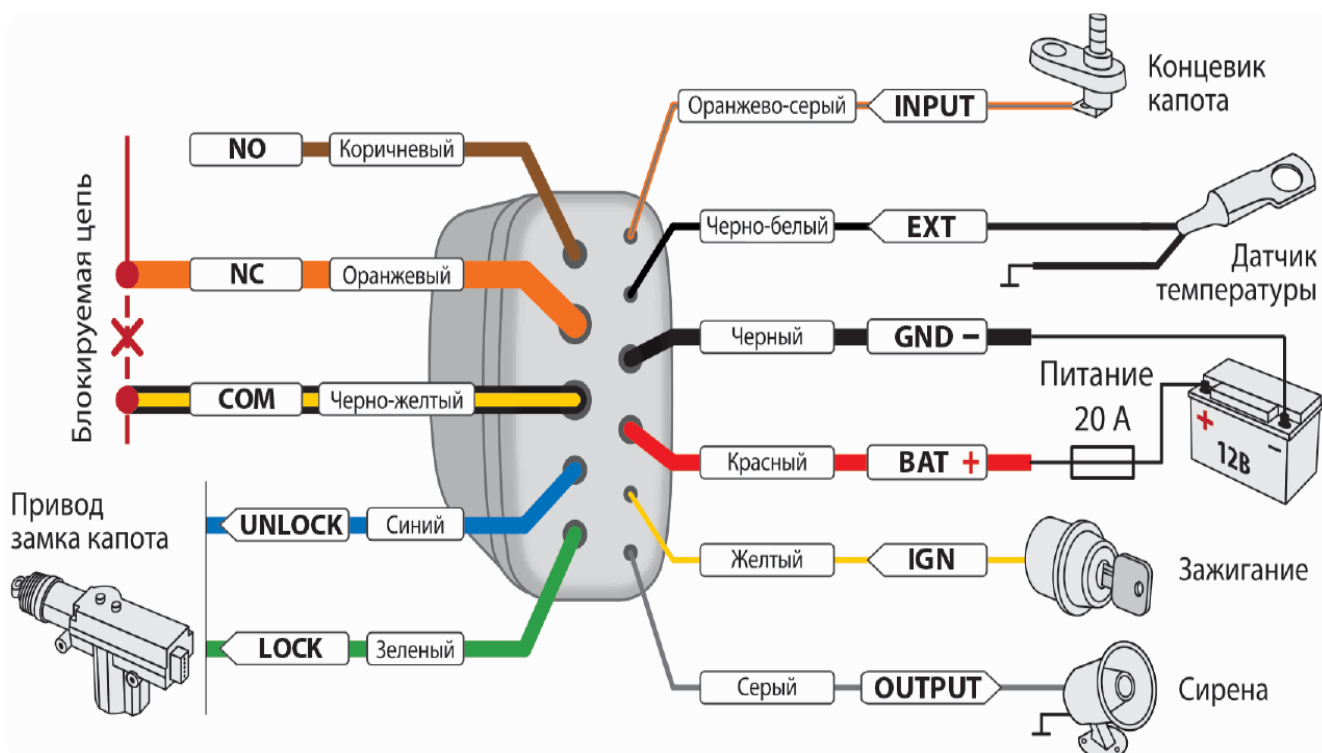 Блокируемая цепь
NO
Коричневый
NC
Оранжевый
COM
Черно-желтый
Привод
замка капота
UNLOCK
Синий
LOCK
Зеленый
Оранжево-серый
INPUT
Концевик
капота
Черно-белый
EXT
Датчик
температуры
Черный
GND −
Питание
20 А
Красный
BAT +
+
−
12В
Желтый
IGN
Зажигание
Серый
OUTPUT
Сирена